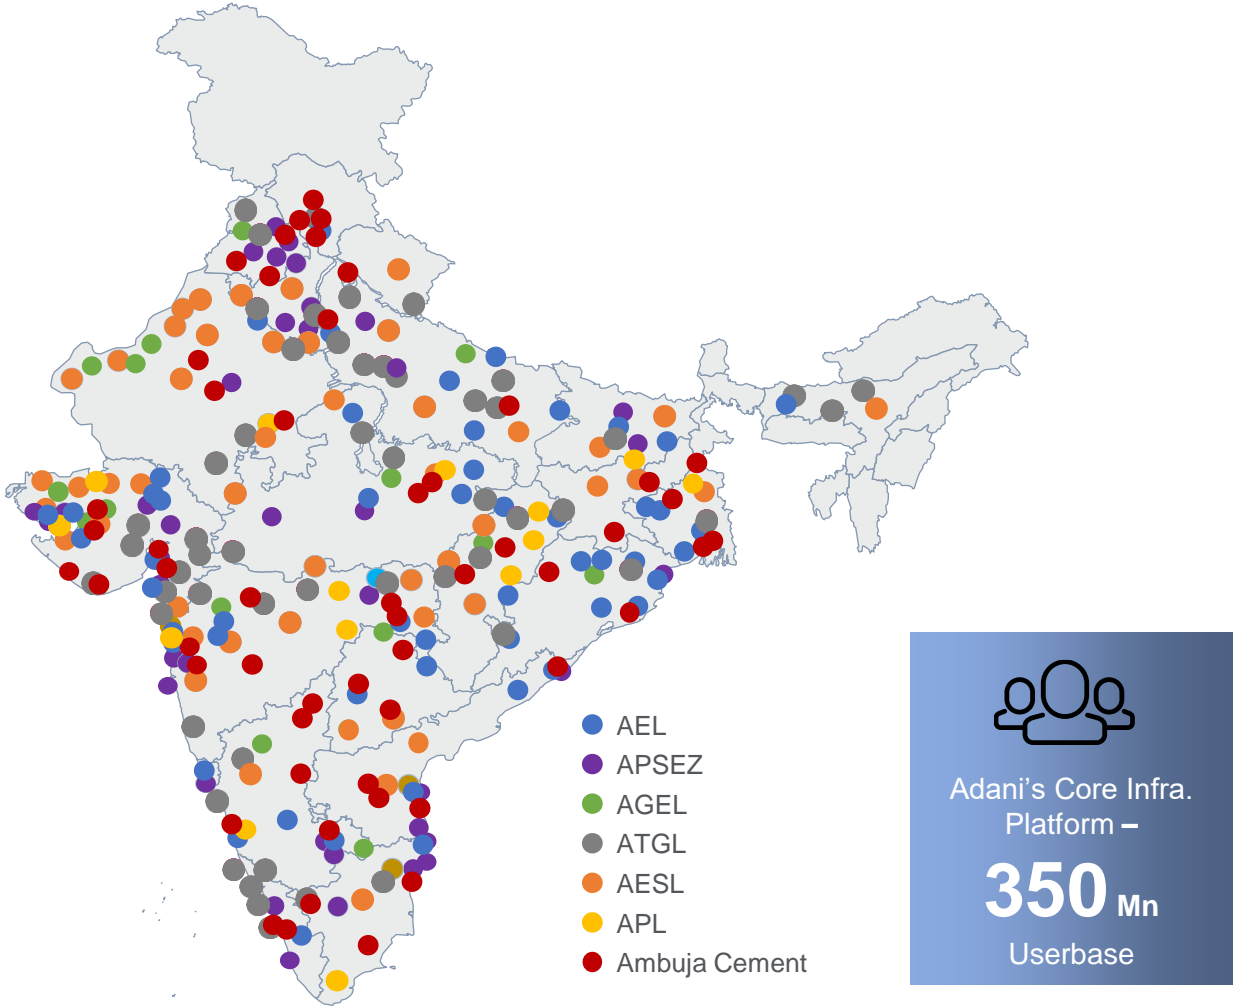 AEL
APSEZ
AGEL
ATGL
AESL
APL
Ambuja Cement
Adani’s Core Infra.
Platform –
350 Mn
Userbase